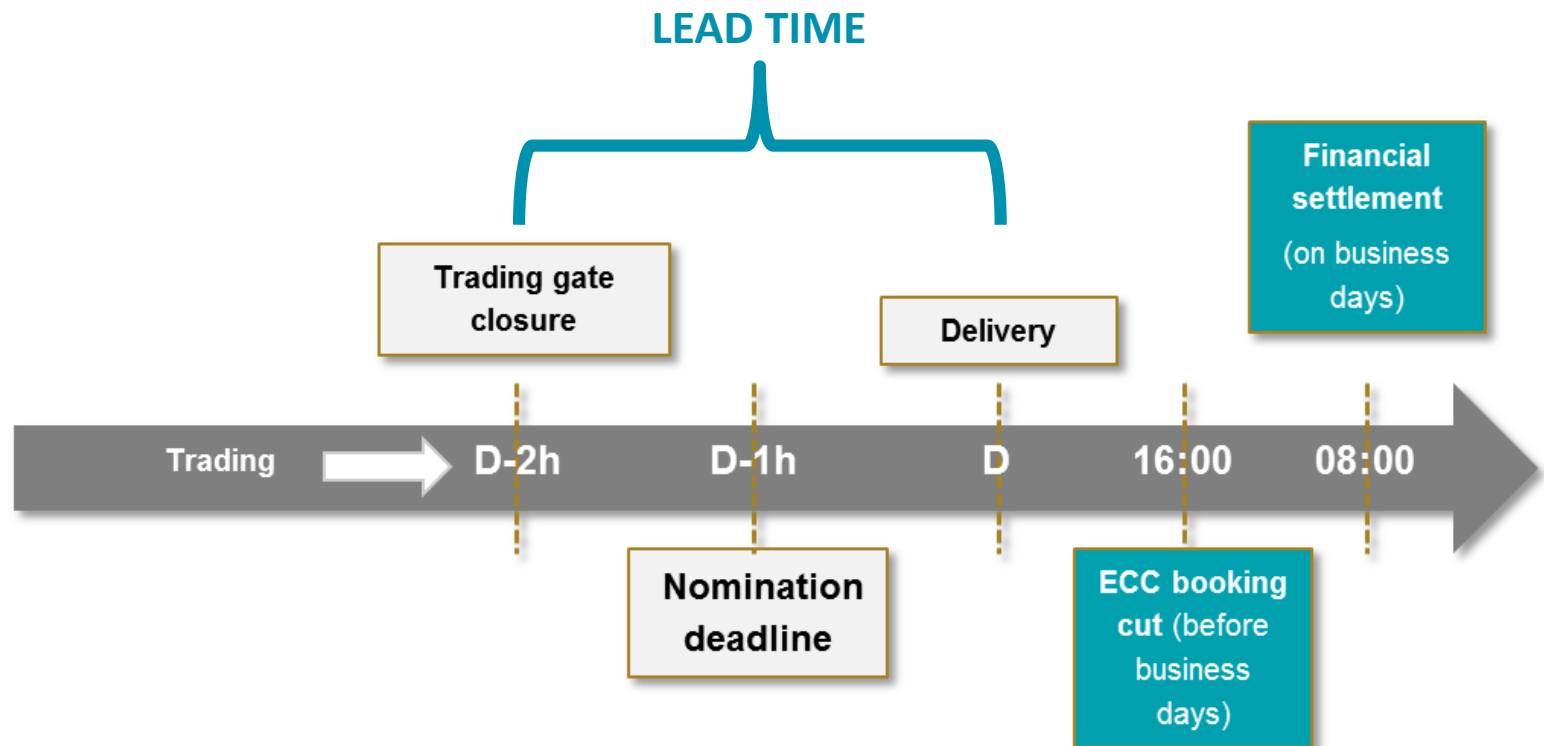 LEAD TIME
Financial
settlement
(on business
days)
Trading gate
closure
Delivery
Trading
D-2h
D-1h
D
16:00
08:00
Nomination
deadline
ECC booking
cut (before
business
days)